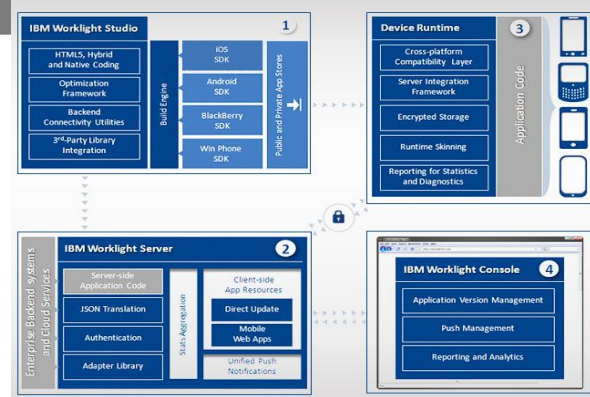 IBM Worklight Studio
1
HTML5, Hybrid
and Native Coding
Optimization
Framework
Backend
Connectivity Utilities
3rd-Party Library
Integration
Build Engine
iOS
SDK
Android
SDK
BlackBerry
SDK
Win Phone
SDK
Public and Private App Stores
Device Runtime
3
Cross-platform
Compatibility Layer
Server Integration
Framework
Encrypted Storage
Runtime Skinning
Reporting for Statistics
and Diagnostics
Application Code
Enterprise Backend systems
and Cloud Services
IBM Worklight Server
2
Server-side
Application Code
JSON Translation
Authentication
Adapter Library
Stats Aggregation
Client-side
App Resources
Direct Update
Mobile
Web Apps
Unified Push
Notifications
IBM Worklight Console
4
Application Version Management
Push Management
Reporting and Analytics